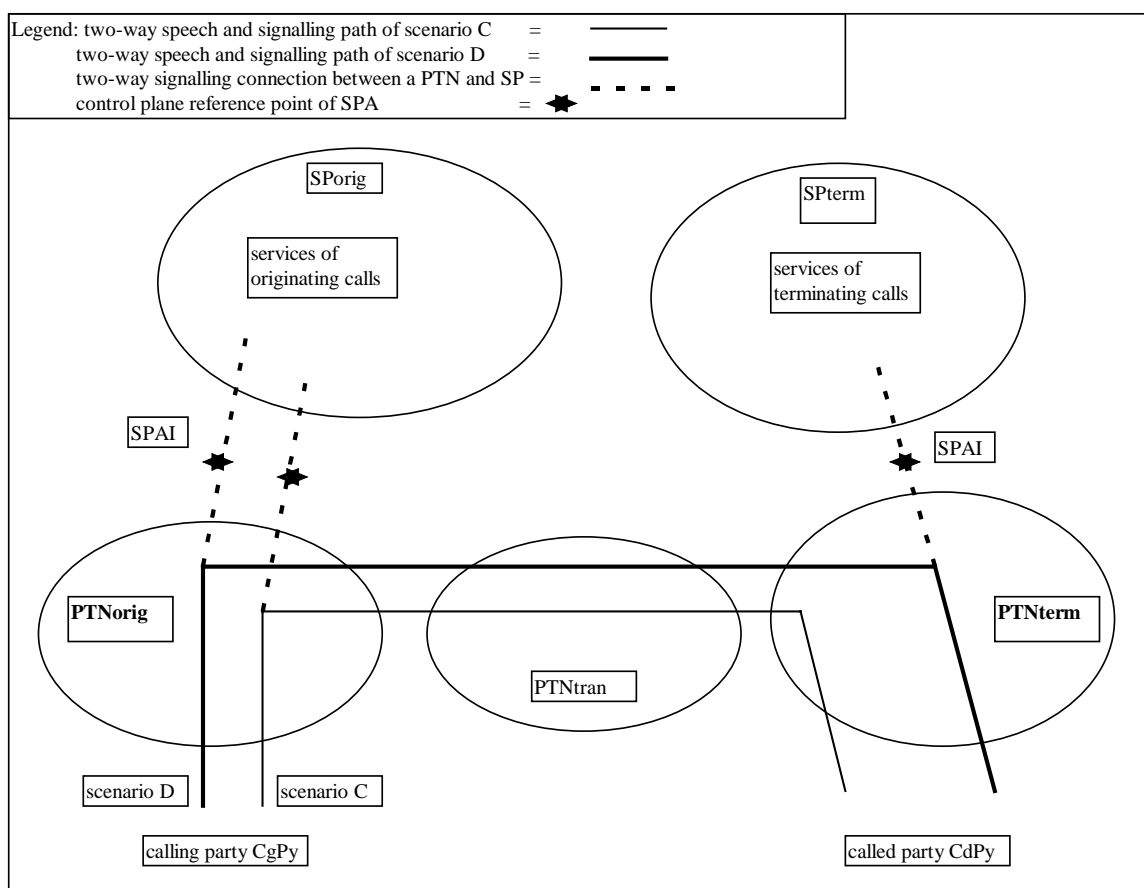 Legend: two-way speech and signalling path of scenario C =
two-way speech and signalling path of scenario D =
two-way signalling connection between a PTN and SP =
control plane reference point of SPA =
SPorig
SPterm
services of
originating calls
services of
terminating calls
SPAI
SPAI
PTNorig
PTNterm
PTNtran
scenario D
scenario C
calling party CgPy
called party CdPy